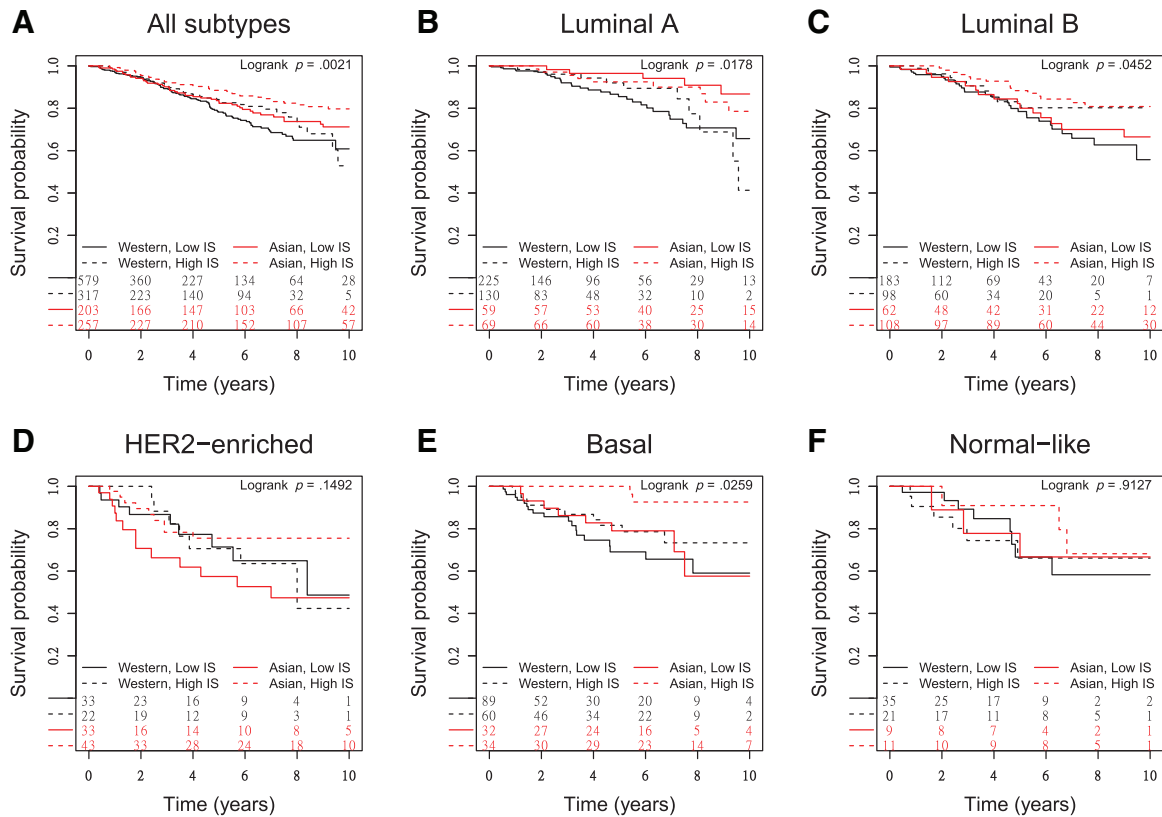 A All subtypes
Logrank p = .0021
Survival probability
1.0
0.8
0.6
0.4
0.2
Western, Low IS Asian, Low IS
Western, High IS Asian, High IS
579 360 227 134 64 28
317 223 140 94 32 5
203 166 147 103 66 42
257 227 210 152 107 57
0 2 4 6 8 10
Time (years)
B Luminal A
Logrank p = .0178
Survival probability
1.0
0.8
0.6
0.4
0.2
Western, Low IS Asian, Low IS
Western, High IS Asian, High IS
225 146 96 56 29 13
130 83 48 32 10 2
59 57 53 40 25 15
69 66 60 38 30 14
0 2 4 6 8 10
Time (years)
C Luminal B
Logrank p = .0452
Survival probability
1.0
0.8
0.6
0.4
0.2
Western, Low IS Asian, Low IS
Western, High IS Asian, High IS
183 112 69 43 20 7
98 60 34 20 5 1
62 48 42 31 22 12
108 97 89 60 44 30
0 2 4 6 8 10
Time (years)
D HER2−enriched
Logrank p = .1492
Survival probability
1.0
0.8
0.6
0.4
0.2
Western, Low IS Asian, Low IS
Western, High IS Asian, High IS
33 23 16 9 4 1
22 19 12 9 3 1
33 16 14 10 8 5
43 33 28 24 18 10
0 2 4 6 8 10
Time (years)
E Basal
Logrank p = .0259
Survival probability
1.0
0.8
0.6
0.4
0.2
Western, Low IS Asian, Low IS
Western, High IS Asian, High IS
89 52 30 20 9 4
60 46 34 22 9 2
32 27 24 16 5 4
34 30 29 23 14 7
0 2 4 6 8 10
Time (years)
F Normal−like
Logrank p = .9127
Survival probability
1.0
0.8
0.6
0.4
0.2
Western, Low IS Asian, Low IS
Western, High IS Asian, High IS
35 25 17 9 2 2
21 17 11 8 5 1
9 8 7 4 2 1
11 10 9 8 5 1
0 2 4 6 8 10
Time (years)